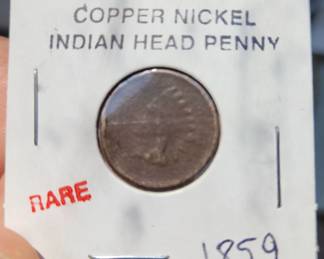 COPPER NICKEL
INDIAN HEAD PENNY
RARE
1859